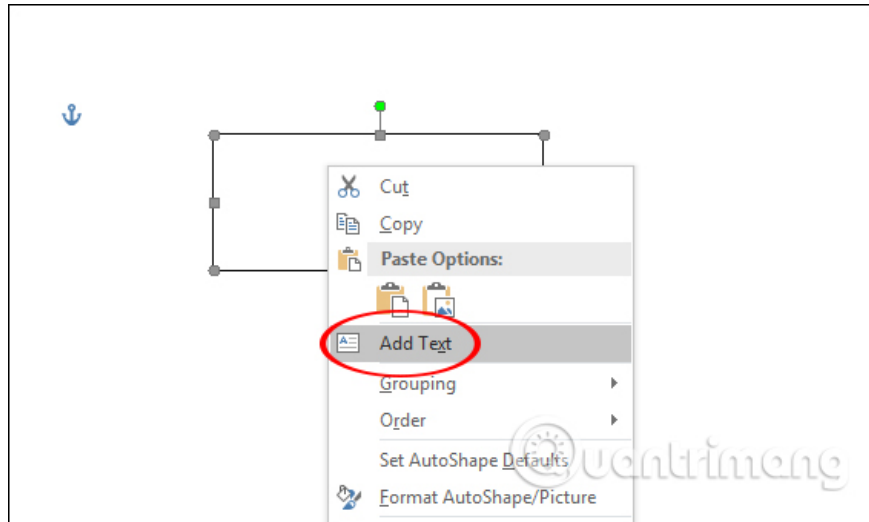 Cut
Copy
Paste Options:
Add Text
Grouping
Order
Set AutoShape Defaults
Format AutoShape/Picture
Quantrimang